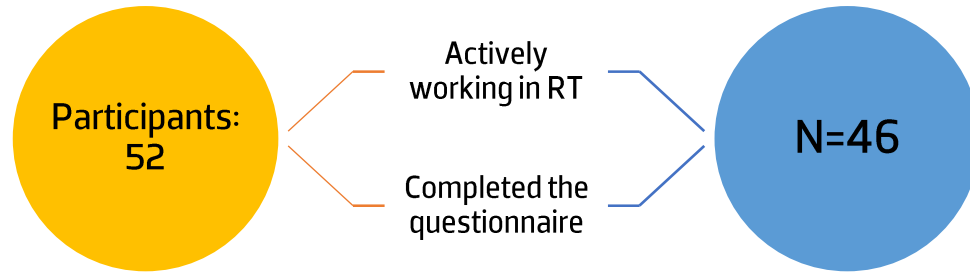 Participants:
52
Actively
working in RT
Completed the
questionnaire
N=46